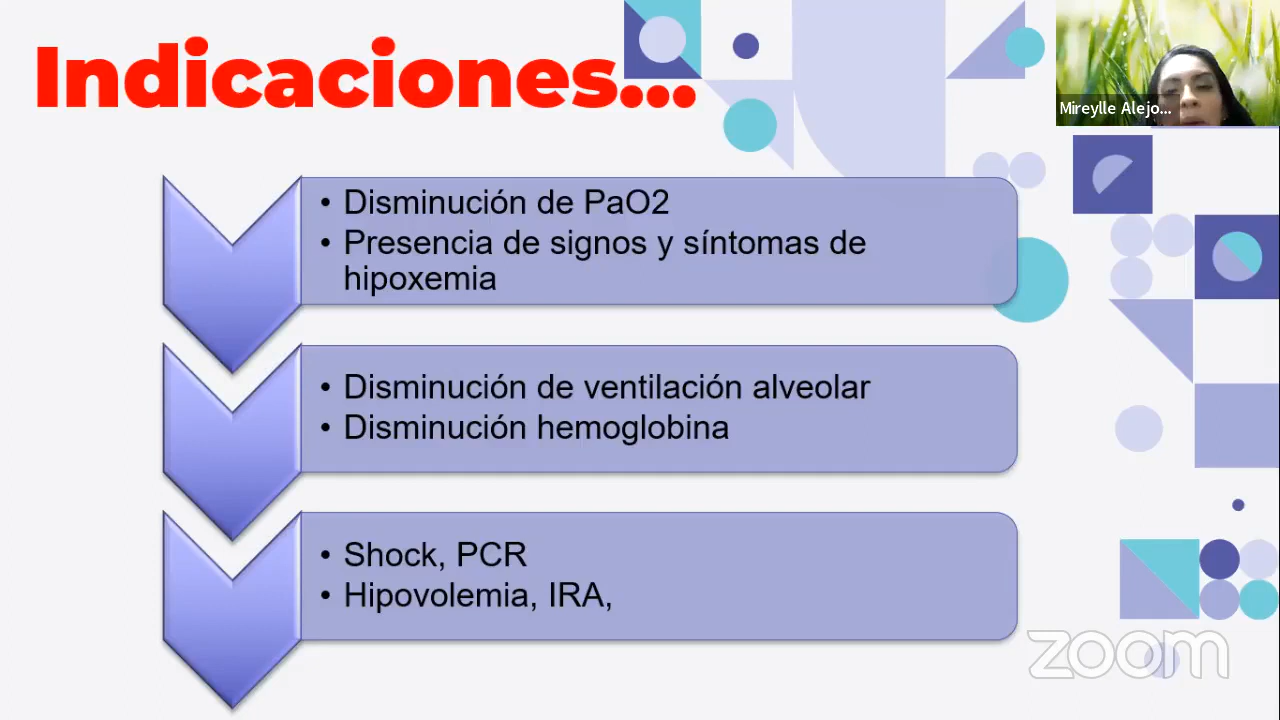 Indicaciones...
Mireylle Alejo...
• Disminución de PaO2
• Presencia de signos y síntomas de
hipoxemia
• Disminución de ventilación alveolar
• Disminución hemoglobina
• Shock, PCR
• Hipovolemia, IRA,
zoom